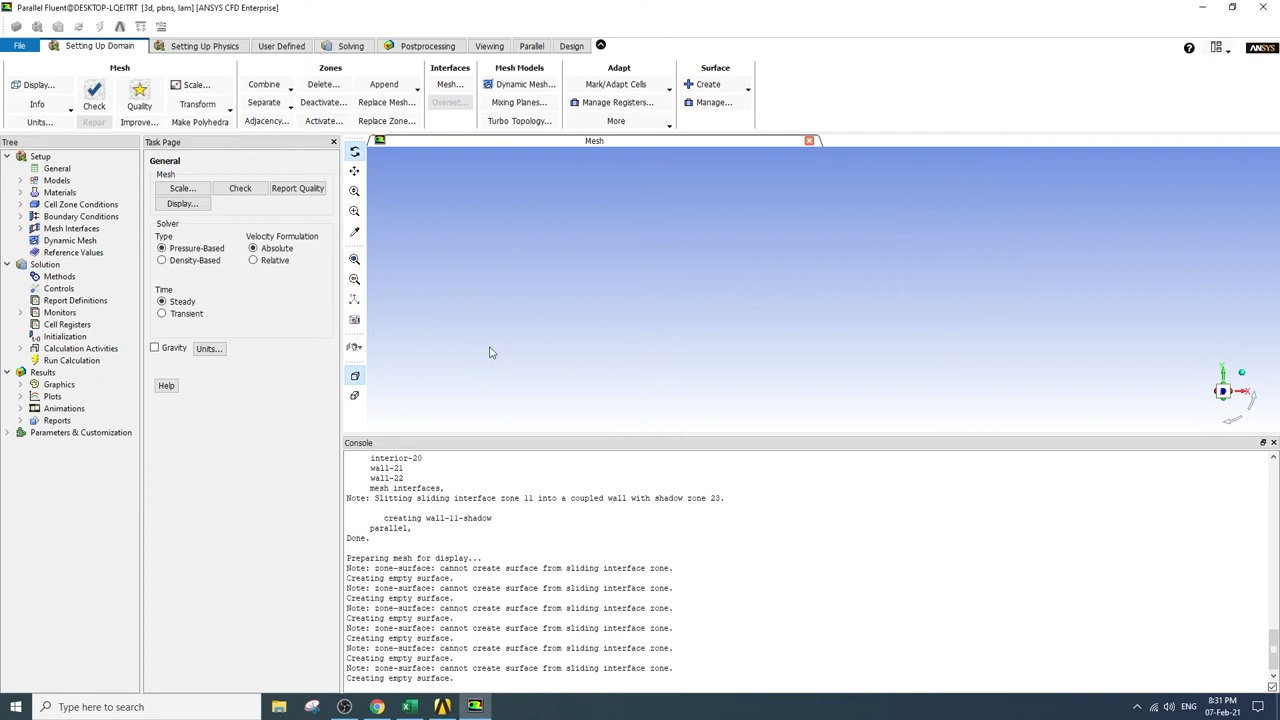 Parallel Fluent@DESKTOP-LQEITRT  [3d, pbns, lam] [ANSYS CFD Enterprise]
File
Setting Up Domain
Setting Up Physics
User Defined
Solving
Postprocessing
Viewing
Parallel
Design
ANSYS
Mesh
Zones
Interfaces
Mesh Models
Adapt
Surface
Display...
Scale...
Combine
Delete...
Append
Mesh...
Dynamic Mesh...
Mark/Adapt Cells
Create
Info
Check
Quality
Transform
Separate
Deactivate...
Replace Mesh...
Overset...
Mixing Planes...
Manage Registers...
Manage...
Units...
Repair
Improve...
Make Polyhedra
Adjacency...
Activate...
Replace Zone...
Turbo Topology...
More
Tree
Setup
General
Models
Materials
Cell Zone Conditions
Boundary Conditions
Mesh Interfaces
Dynamic Mesh
Reference Values
Solution
Methods
Controls
Report Definitions
Monitors
Cell Registers
Initialization
Calculation Activities
Run Calculation
Results
Graphics
Plots
Animations
Reports
Parameters & Customization
Task Page
General
Mesh
Scale...
Check
Report Quality
Display...
Solver
Type
Velocity Formulation
Pressure-Based
Absolute
Density-Based
Relative
Time
Steady
Transient
Gravity
Units...
Help
Mesh
Y
X
Console
interior-20
wall-21
wall-22
mesh interfaces,
Note: Slitting sliding interface zone 11 into a coupled wall with shadow zone 23.
creating wall-11-shadow
parallel,
Done.
Preparing mesh for display...
Note: zone-surface: cannot create surface from sliding interface zone.
Creating empty surface.
Note: zone-surface: cannot create surface from sliding interface zone.
Creating empty surface.
Note: zone-surface: cannot create surface from sliding interface zone.
Creating empty surface.
Note: zone-surface: cannot create surface from sliding interface zone.
Creating empty surface.
Note: zone-surface: cannot create surface from sliding interface zone.
Creating empty surface.
Note: zone-surface: cannot create surface from sliding interface zone.
Creating empty surface.
Type here to search
ENG
8:31 PM
07-Feb-21